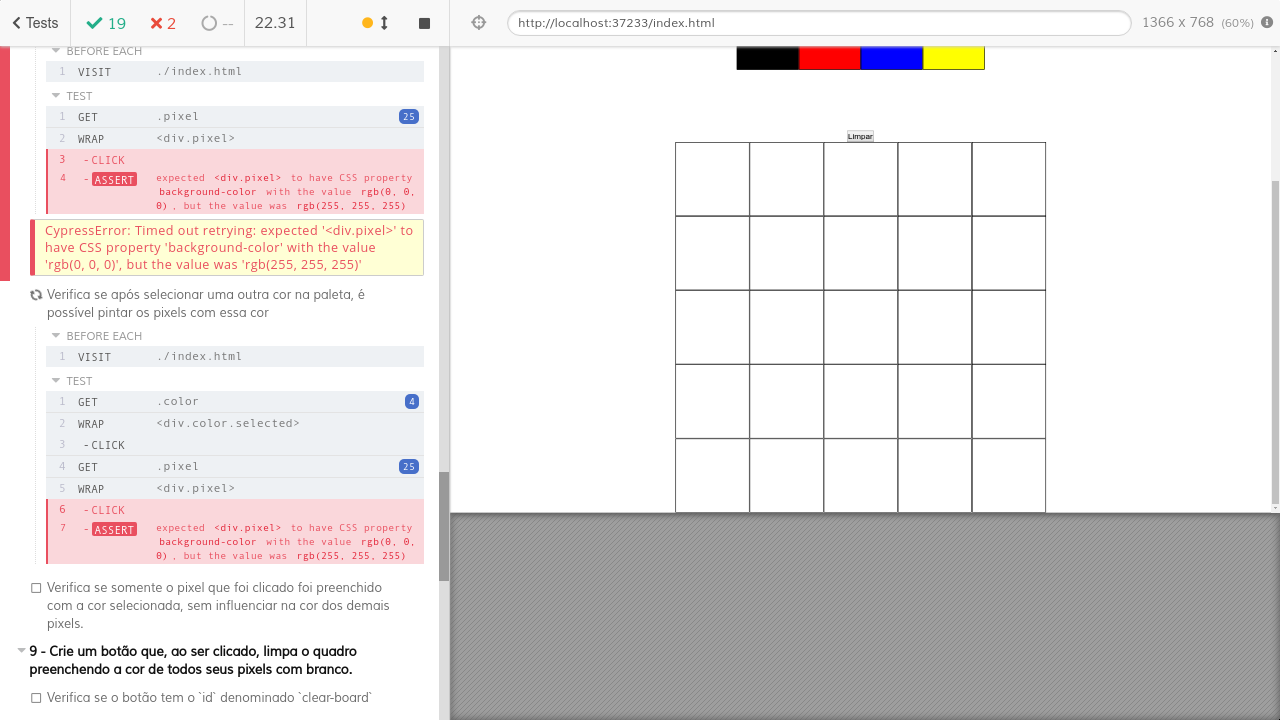 Tests
19
2
--
22.31
http://localhost:37233/index.html
1366 x 768 (60%)
BEFORE EACH
1 VISIT ./index.html
TEST
1 GET .pixel 25
2 WRAP <div.pixel>
3 -CLICK
4 -ASSERT expected <div.pixel> to have CSS property
background-color with the value rgb(0, 0,
0) , but the value was rgb(255, 255, 255)
CypressError: Timed out retrying: expected '<div.pixel>' to
have CSS property 'background-color' with the value
'rgb(0, 0, 0)', but the value was 'rgb(255, 255, 255)'
Verifica se após selecionar uma outra cor na paleta, é
possível pintar os pixels com essa cor
BEFORE EACH
1 VISIT ./index.html
TEST
1 GET .color 4
2 WRAP <div.color.selected>
3 -CLICK
4 GET .pixel 25
5 WRAP <div.pixel>
6 -CLICK
7 -ASSERT expected <div.pixel> to have CSS property
background-color with the value rgb(0, 0,
0) , but the value was rgb(255, 255, 255)
Verifica se somente o pixel que foi clicado foi preenchido
com a cor selecionada, sem influenciar na cor dos demais
pixels.
9 - Crie um botão que, ao ser clicado, limpa o quadro
preenchendo a cor de todos seus pixels com branco.
Verifica se o botão tem o `id` denominado `clear-board`
Limpar